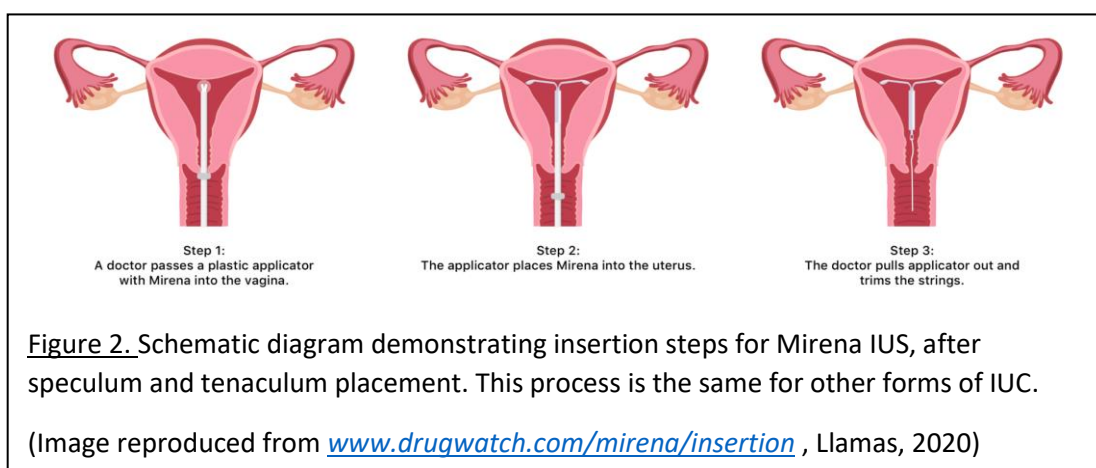 Step 1:
A doctor passes a plastic applicator
with Mirena into the vagina.
Step 2:
The applicator places Mirena into the uterus.
Step 3:
The doctor pulls applicator out and
trims the strings.
Figure 2. Schematic diagram demonstrating insertion steps for Mirena IUS, after
speculum and tenaculum placement. This process is the same for other forms of IUC.
(Image reproduced from www.drugwatch.com/mirena/insertion , Llamas, 2020)